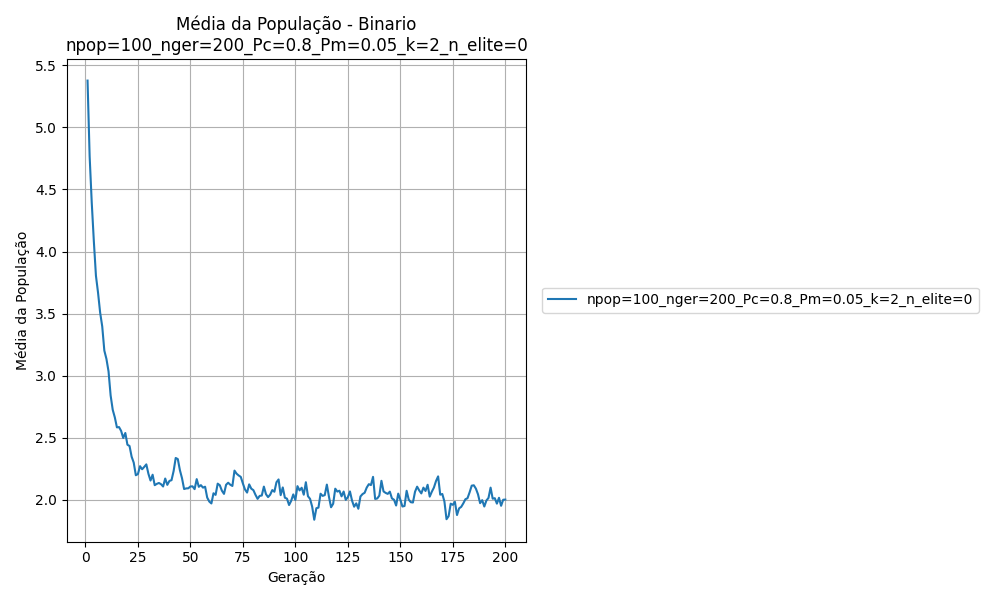 Média da População - Binario
npop=100_nger=200_Pc=0.8_Pm=0.05_k=2_n_elite=0
Média da População
5.5
5.0
4.5
4.0
3.5
3.0
2.5
2.0
0 25 50 75 100 125 150 175 200
Geração
npop=100_nger=200_Pc=0.8_Pm=0.05_k=2_n_elite=0